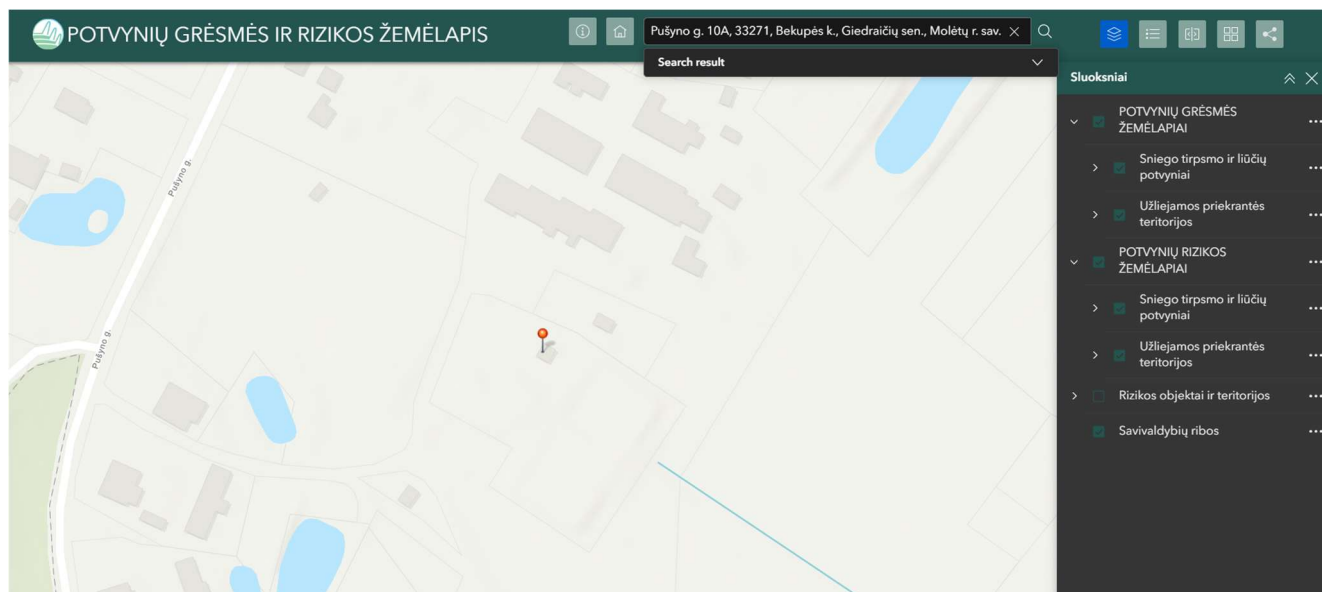 POTVYNIŲ GRĖSMĖS IR RIZIKOS ŽEMĖLAPIS
Pušyno g. 10A, 33271, Bekupės k., Giedraičių sen., Molėtų r. sav.
Search result
Sluoksniai
POTVYNIŲ GRĖSMĖS
ŽEMĖLAPIAI
Sniego tirpsmo ir liūčių
potvyniai
Užliejamos priekrantės
teritorijos
POTVYNIŲ RIZIKOS
ŽEMĖLAPIAI
Sniego tirpsmo ir liūčių
potvyniai
Užliejamos priekrantės
teritorijos
Rizikos objektai ir teritorijos
Savivaldybių ribos
Pušyno g.
Pušyno g.